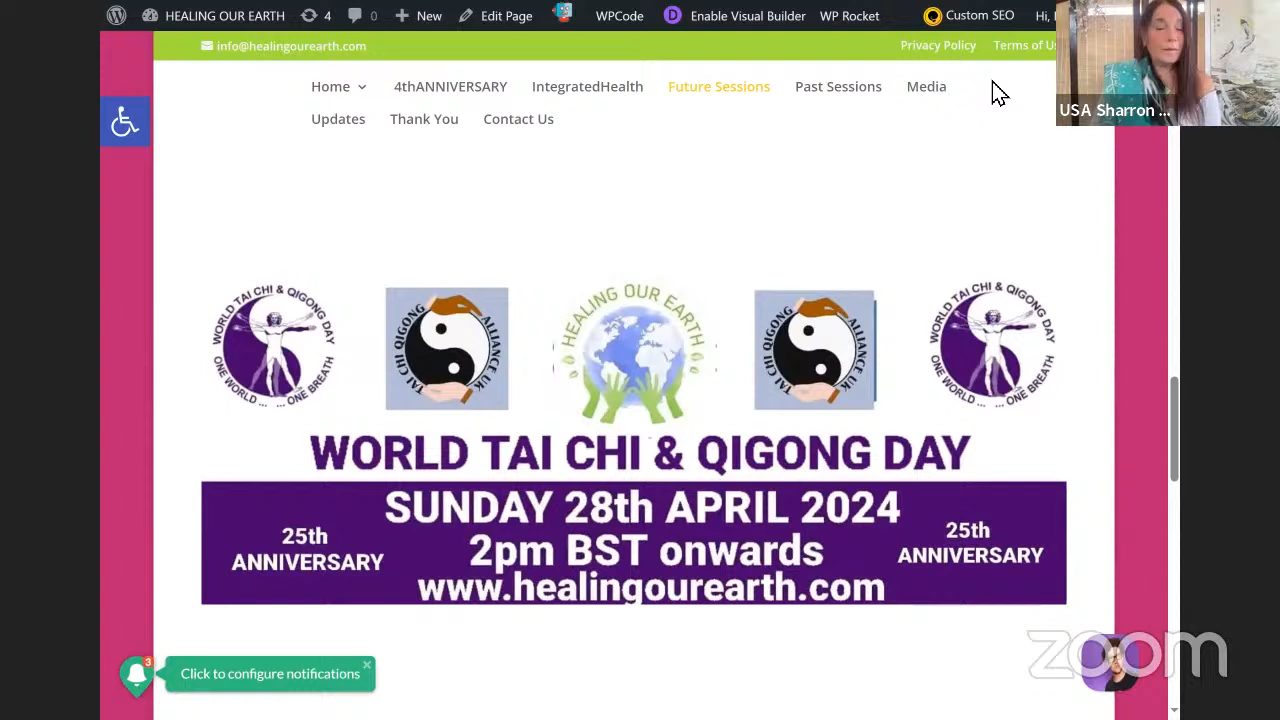 HEALING OUR EARTH 4 0 New Edit Page WPCode Enable Visual Builder WP Rocket Custom SEO Hi,
info@healingourearth.com Privacy Policy Terms of
USA Sharron ...
Home 4thANNIVERSARY IntegratedHealth Future Sessions Past Sessions Media
Updates Thank You Contact Us
WORLD TAI CHI & QIGONG DAY
ONE WORLD ... ... ONE BREATH
TAI CHI QIGONG ALLIANCE UK
HEALING OUR EARTH
TAI CHI QIGONG ALLIANCE UK
WORLD TAI CHI & QIGONG DAY
ONE WORLD ... ... ONE BREATH
WORLD TAI CHI & QIGONG DAY
SUNDAY 28th APRIL 2024
25th
ANNIVERSARY
2pm BST onwards
25th
ANNIVERSARY
www.healingourearth.com
3
Click to configure notifications
zoom